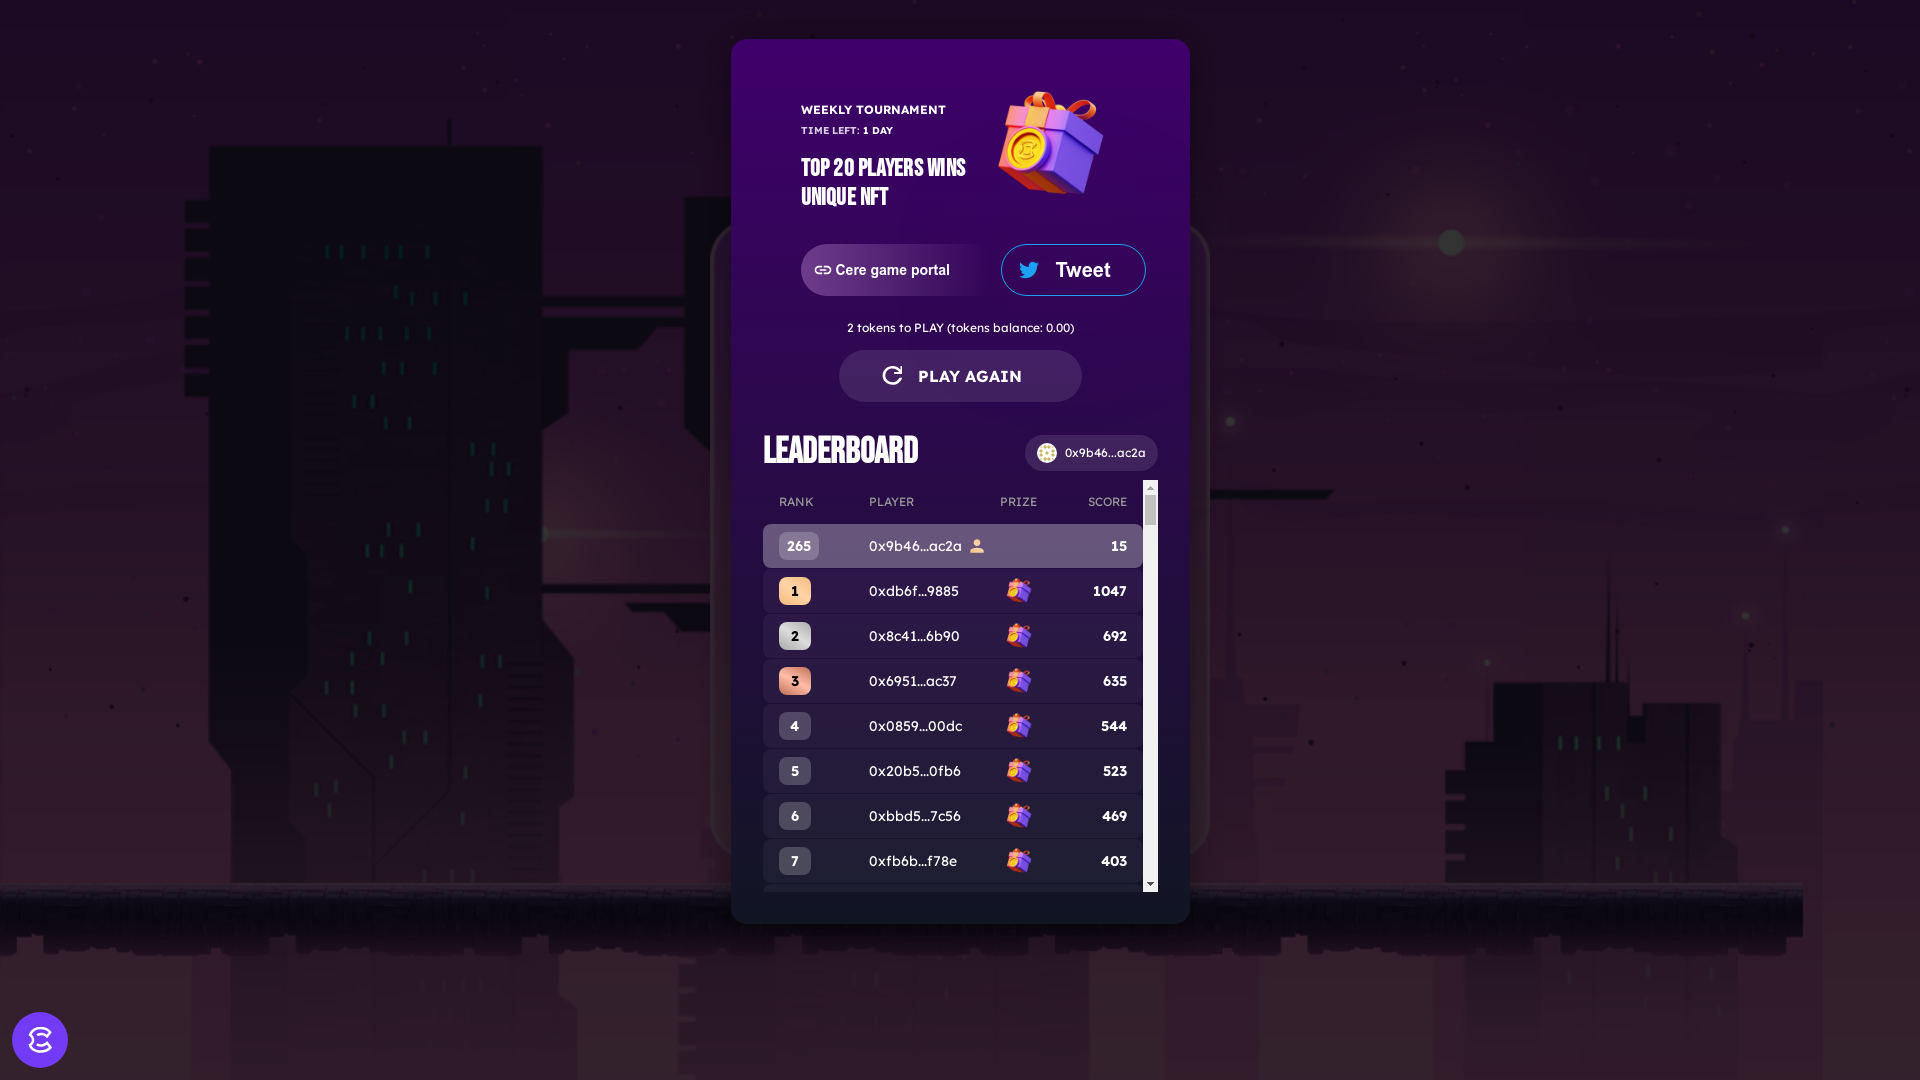 WEEKLY TOURNAMENT
TIME LEFT: 1 DAY
TOP 20 PLAYERS WINS
UNIQUE NFT
Cere game portal
Tweet
2 tokens to PLAY (tokens balance: 0.00)
PLAY AGAIN
LEADERBOARD
0x9b46...ac2a
RANK PLAYER PRIZE SCORE
265 0x9b46...ac2a 15
1 0xdb6f...9885 1047
2 0x8c41...6b90 692
3 0x6951...ac37 635
4 0x0859...00dc 544
5 0x20b5...0fb6 523
6 0xbbd5...7c56 469
7 0xfb6b...f78e 403